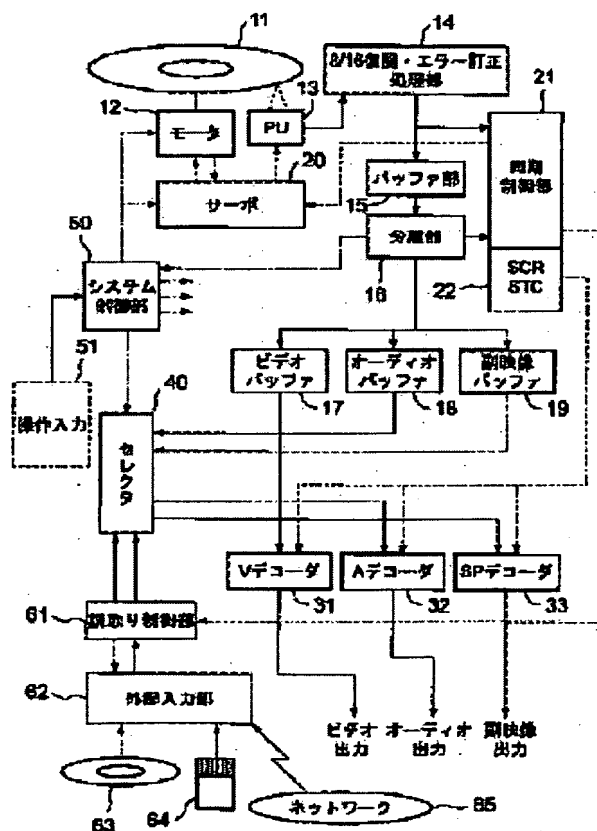 11
14
8/16復調・エラー訂正
処理部
21
12
13
モータ
PU
20
サーボ
同期
制御部
バッファ部
15
50
分離部
16
22
SCR
STC
システム
制御部
51
操作入力
40
ビデオ
バッファ
オーディオ
バッファ
副映像
バッファ
17
18
19
セレクタ
Vデコーダ
Aデコーダ
SPデコーダ
31
32
33
61
読取り制御部
62
外部入力部
ビデオ
出力
オーディオ
出力
副映像
出力
63
64
ネットワーク
65